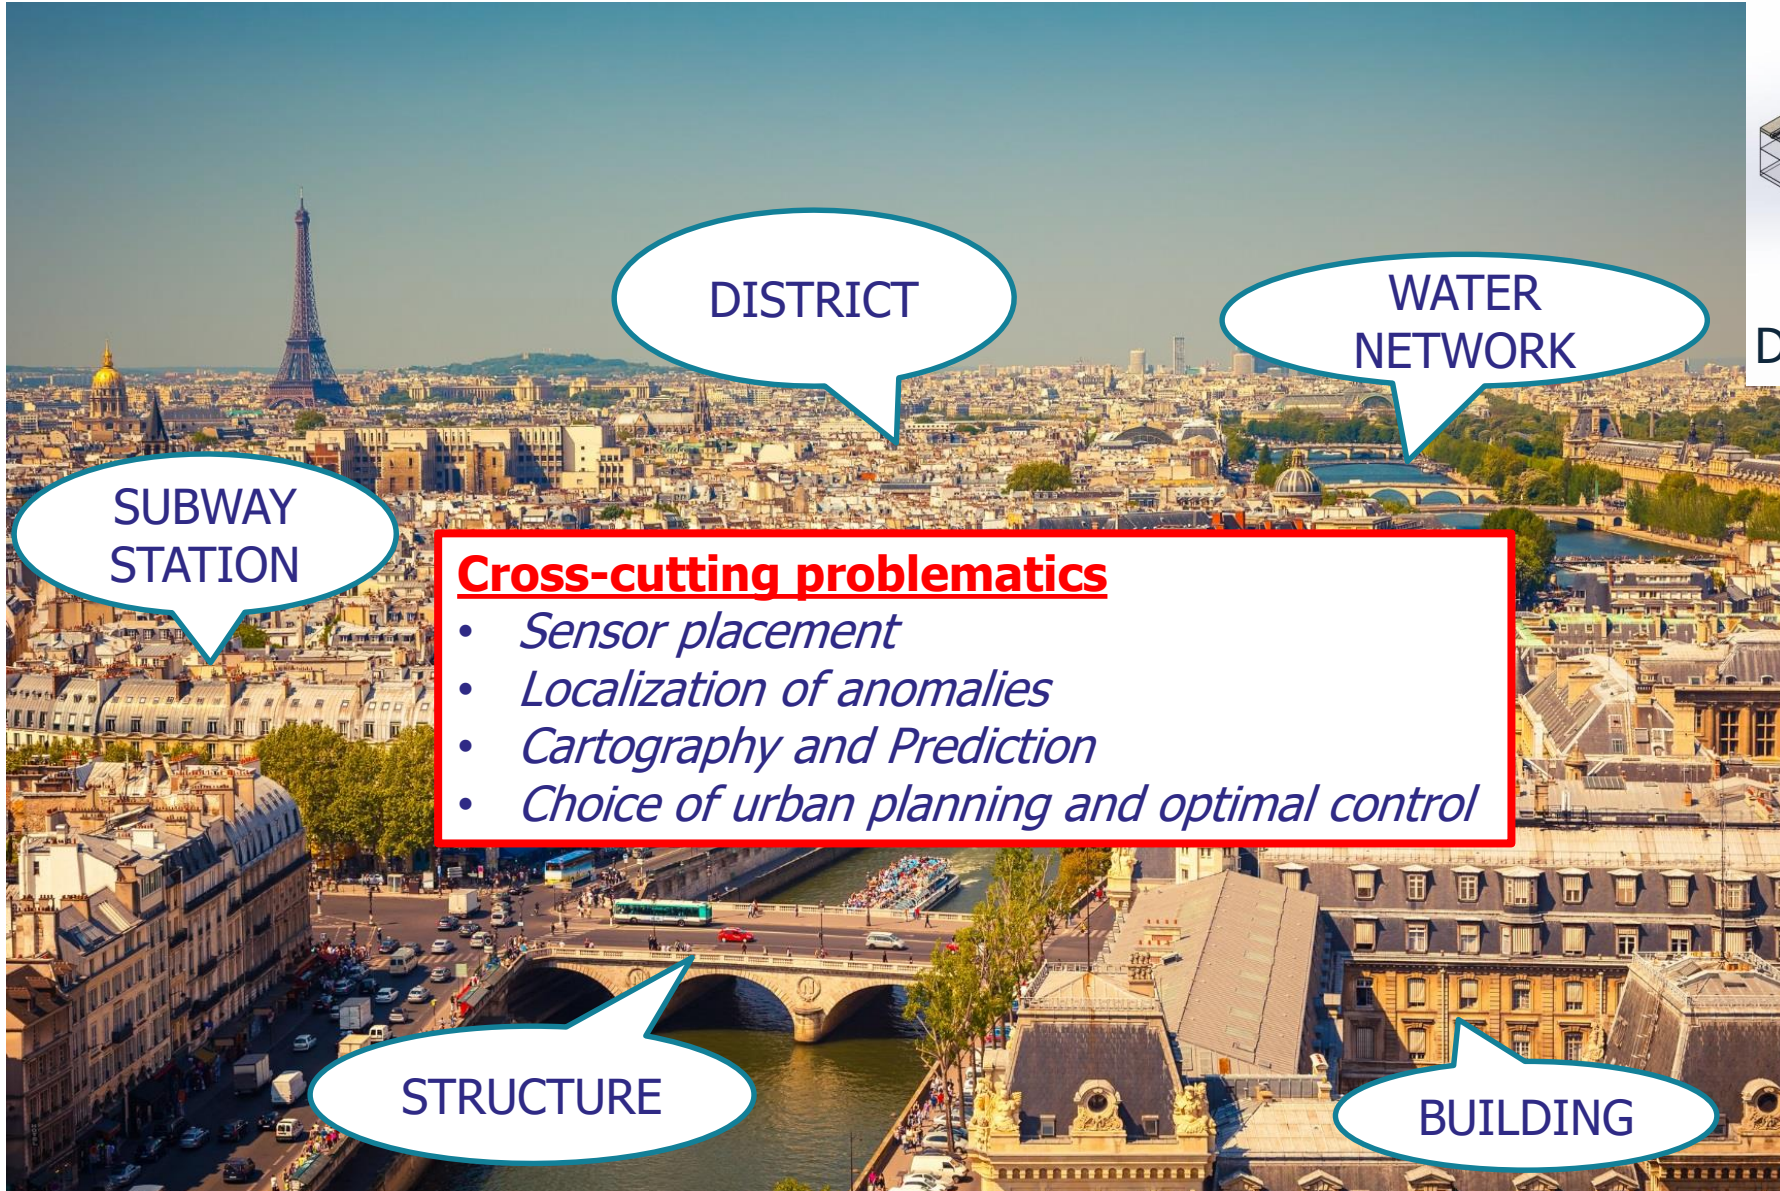 DISTRICT
WATER
NETWORK
SUBWAY
STATION
Cross-cutting problematics
• Sensor placement
• Localization of anomalies
• Cartography and Prediction
• Choice of urban planning and optimal control
STRUCTURE
BUILDING